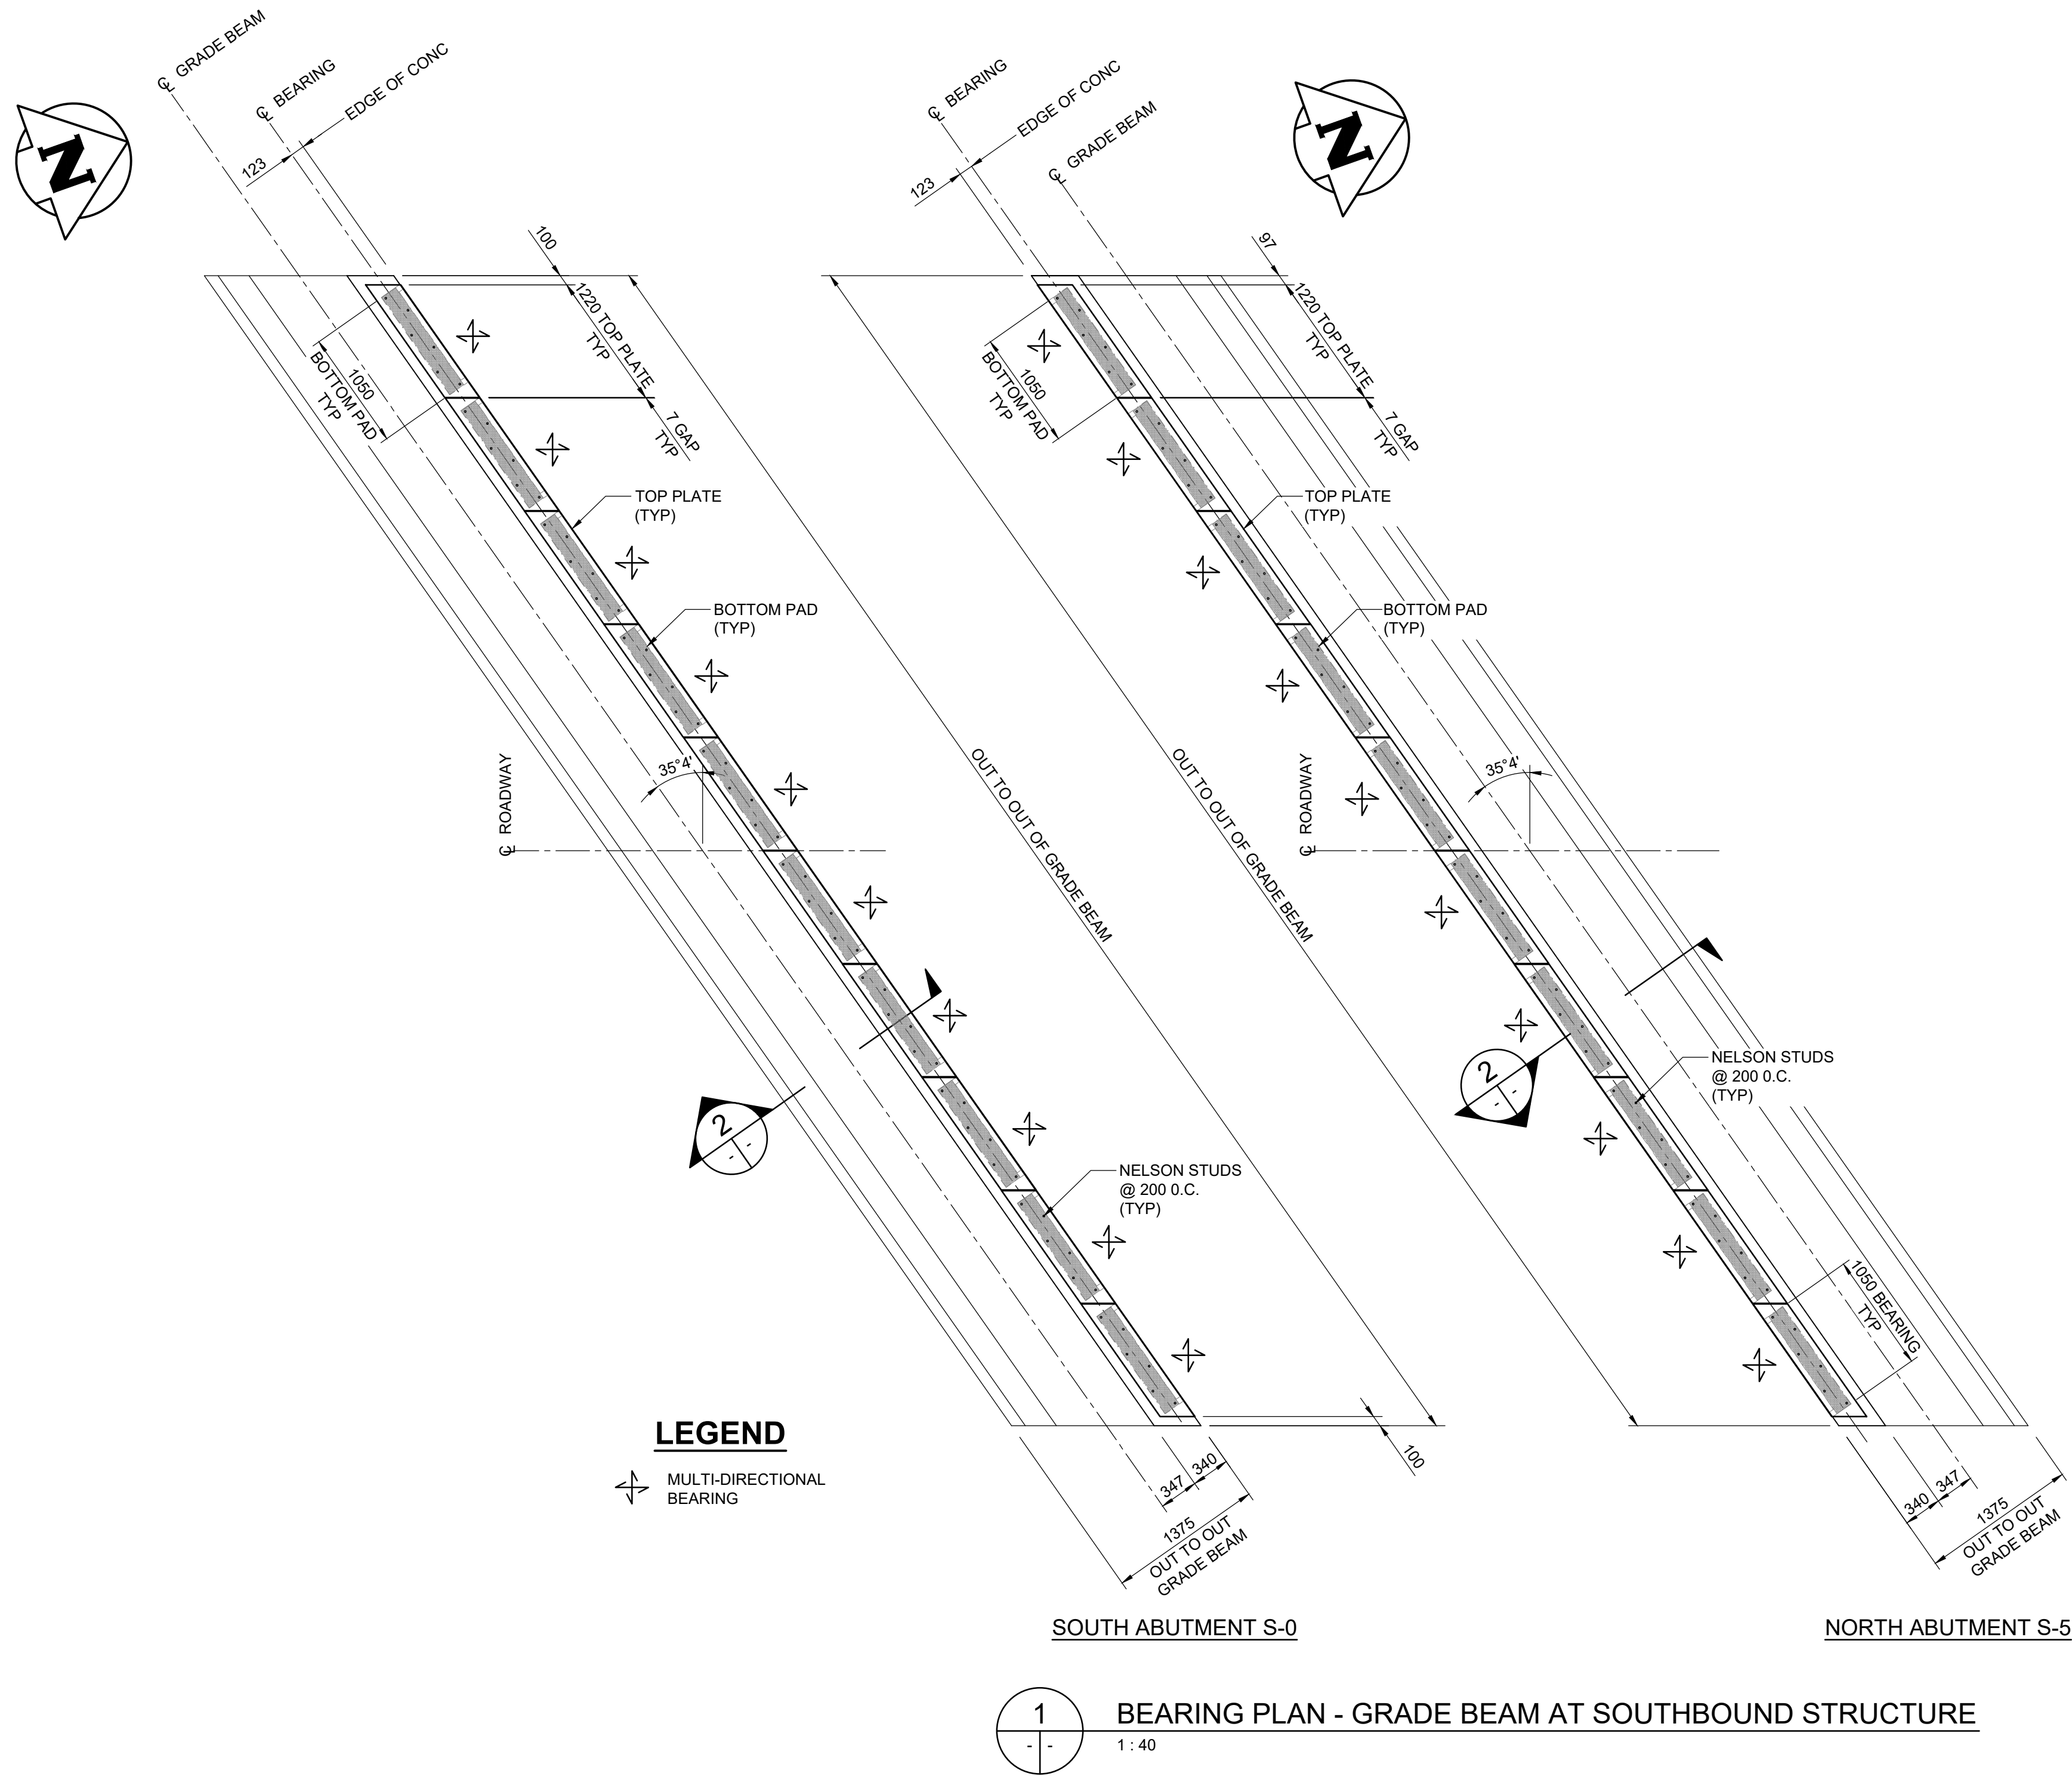 ℄ GRADE BEAM
℄ BEARING
EDGE OF CONC
123
N
100
1220 TOP PLATE
TYP
7 GAP
TYP
1050
BOTTOM PAD
TYP
TOP PLATE
(TYP)
BOTTOM PAD
(TYP)
35°4'
℄ ROADWAY
OUT TO OUT OF GRADE BEAM
2
- -
NELSON STUDS
@ 200 0.C.
(TYP)
100
347
340
1375
OUT TO OUT
GRADE BEAM
LEGEND
MULTI-DIRECTIONAL
BEARING
SOUTH ABUTMENT S-0
℄ BEARING
EDGE OF CONC
℄ GRADE BEAM
123
N
97
1220 TOP PLATE
TYP
7 GAP
TYP
1050
BOTTOM PAD
TYP
TOP PLATE
(TYP)
BOTTOM PAD
(TYP)
35°4'
℄ ROADWAY
OUT TO OUT OF GRADE BEAM
2
- -
NELSON STUDS
@ 200 0.C.
(TYP)
1050 BEARING
TYP
340
347
1375
OUT TO OUT
GRADE BEAM
NORTH ABUTMENT S-5
1
- -
BEARING PLAN - GRADE BEAM AT SOUTHBOUND STRUCTURE
1 : 40